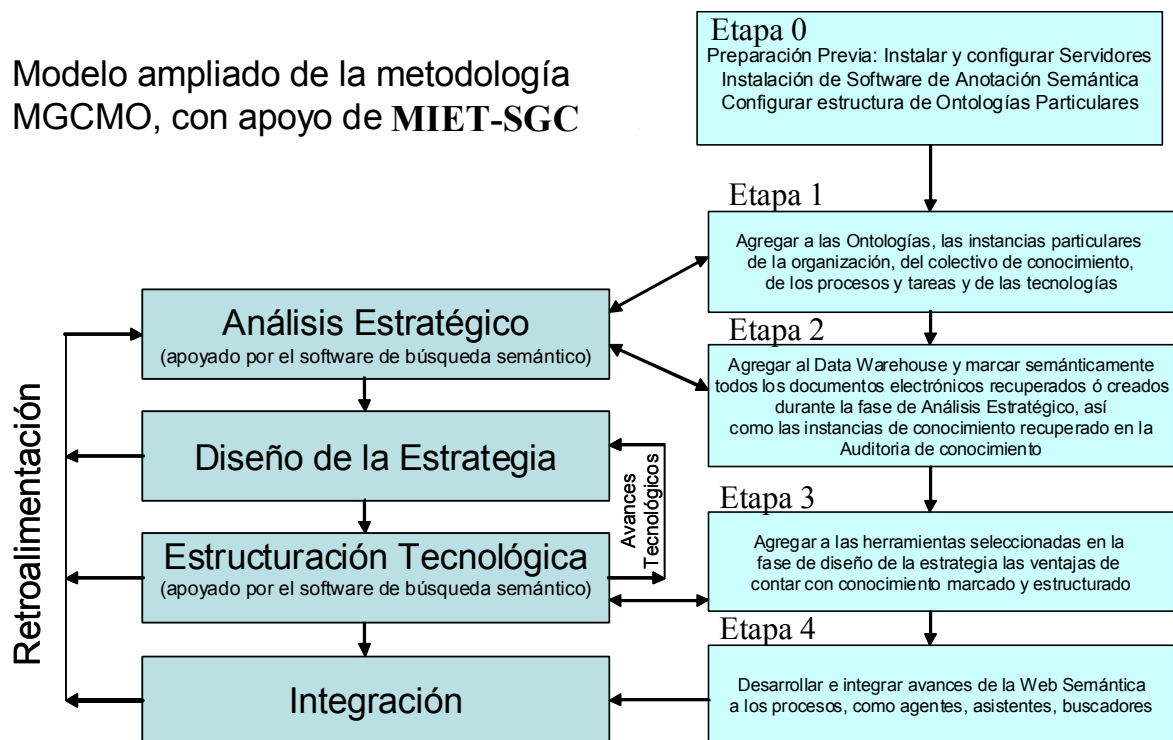 Modelo ampliado de la metodología
MGCMO, con apoyo de MIET-SGC
Etapa 0
Preparación Previa: Instalar y configurar Servidores
Instalación de Software de Anotación Semántica
Configurar estructura de Ontologías Particulares
Etapa 1
Agregar a las Ontologías, las instancias particulares
de la organización, del colectivo de conocimiento,
de los procesos y tareas y de las tecnologías
Etapa 2
Agregar al Data Warehouse y marcar semánticamente
todos los documentos electrónicos recuperados ó creados
durante la fase de Análisis Estratégico, así
como las instancias de conocimiento recuperado en la
Auditoria de conocimiento
Etapa 3
Agregar a las herramientas seleccionadas en la
fase de diseño de la estrategia las ventajas de
contar con conocimiento marcado y estructurado
Etapa 4
Desarrollar e integrar avances de la Web Semántica
a los procesos, como agentes, asistentes, buscadores
Análisis Estratégico
(apoyado por el software de búsqueda semántico)
Diseño de la Estrategia
Estructuración Tecnológica
(apoyado por el software de búsqueda semántico)
Integración
Avances
Tecnológicos
Retroalimentación